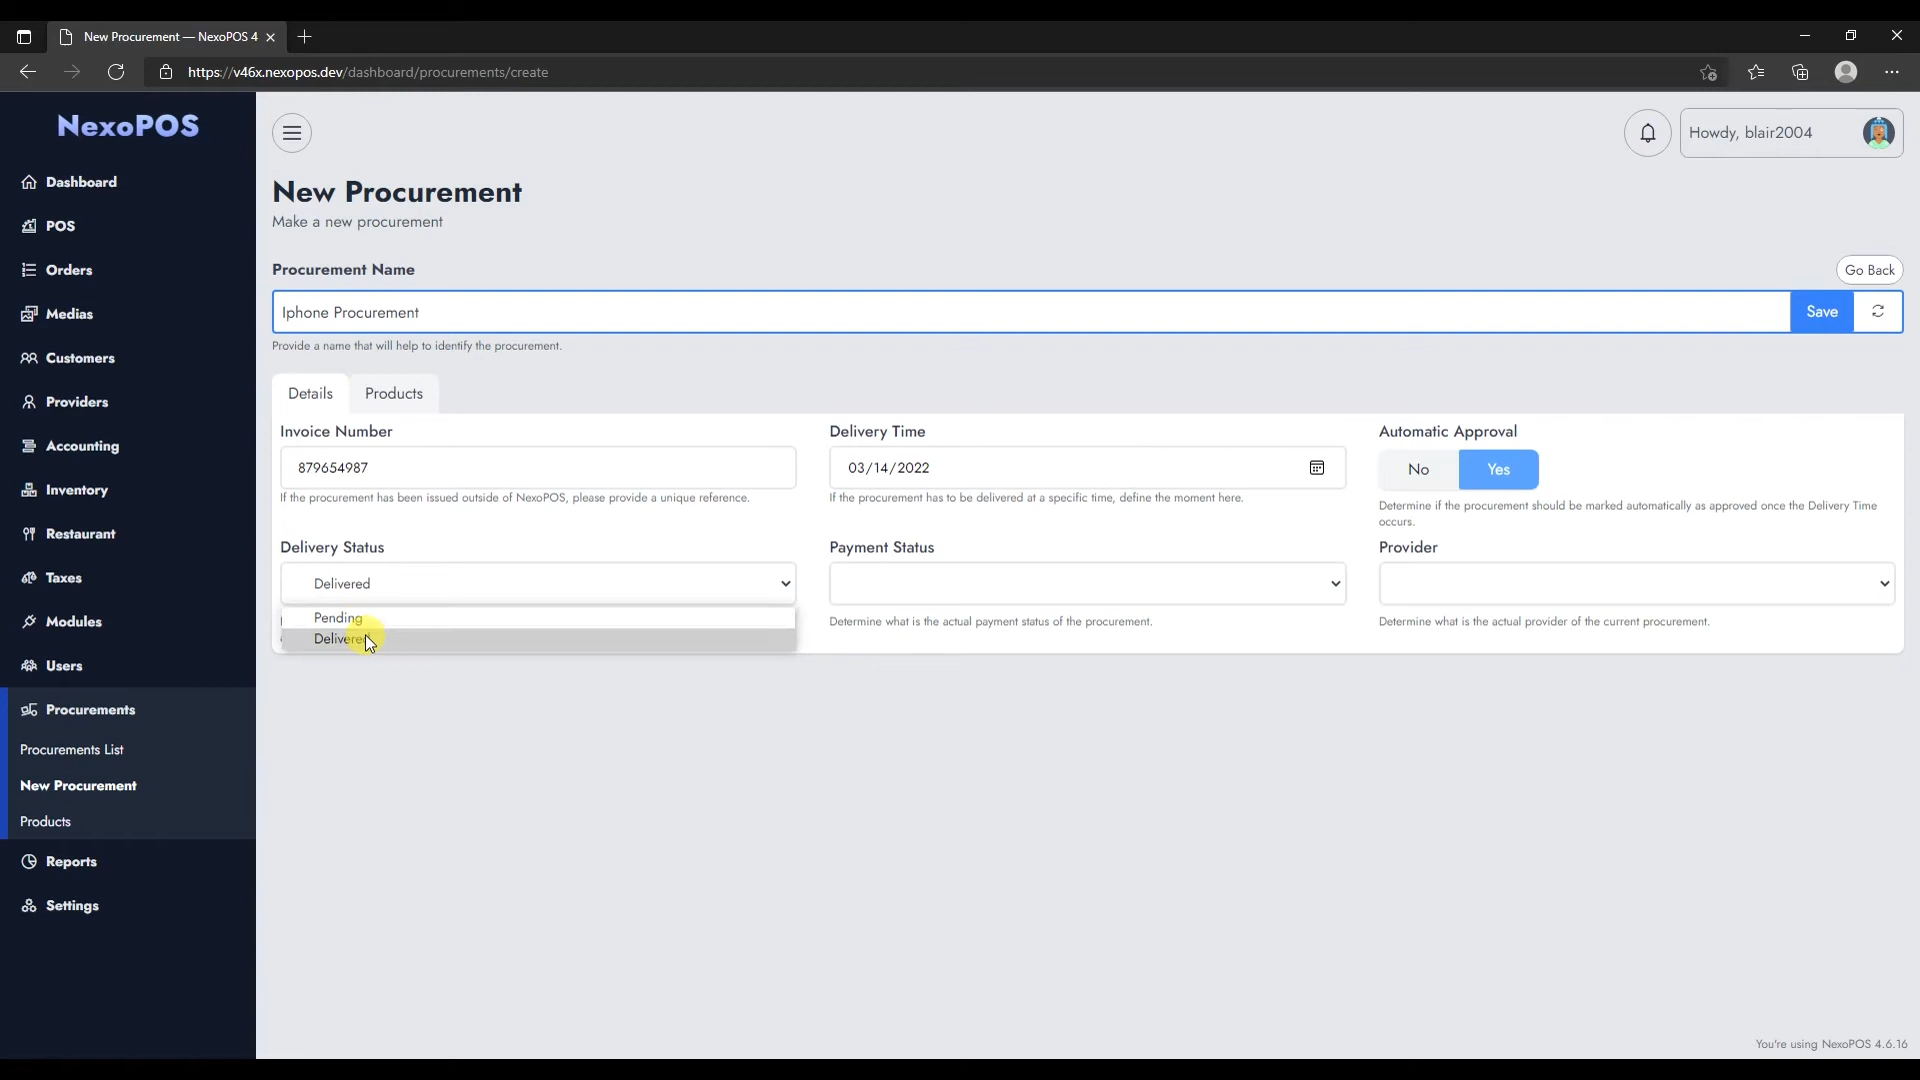 New Procurement — NexoPOS 4
https://v46x.nexopos.dev/dashboard/procurements/create
NexoPOS
Howdy, blair2004
Dashboard
POS
Orders
Medias
Customers
Providers
Accounting
Inventory
Restaurant
Taxes
Modules
Users
Procurements
Procurements List
New Procurement
Products
Reports
Settings
New Procurement
Make a new procurement
Procurement Name
Go Back
Iphone Procurement
Save
Provide a name that will help to identify the procurement.
Details Products
Invoice Number
879654987
If the procurement has been issued outside of NexoPOS, please provide a unique reference.
Delivery Time
03/14/2022
If the procurement has to be delivered at a specific time, define the moment here.
Automatic Approval
No Yes
Determine if the procurement should be marked automatically as approved once the Delivery Time
occurs.
Delivery Status
Delivered
Pending
Delivered
Payment Status
Determine what is the actual payment status of the procurement.
Provider
Determine what is the actual provider of the current procurement.
You're using NexoPOS 4.6.16